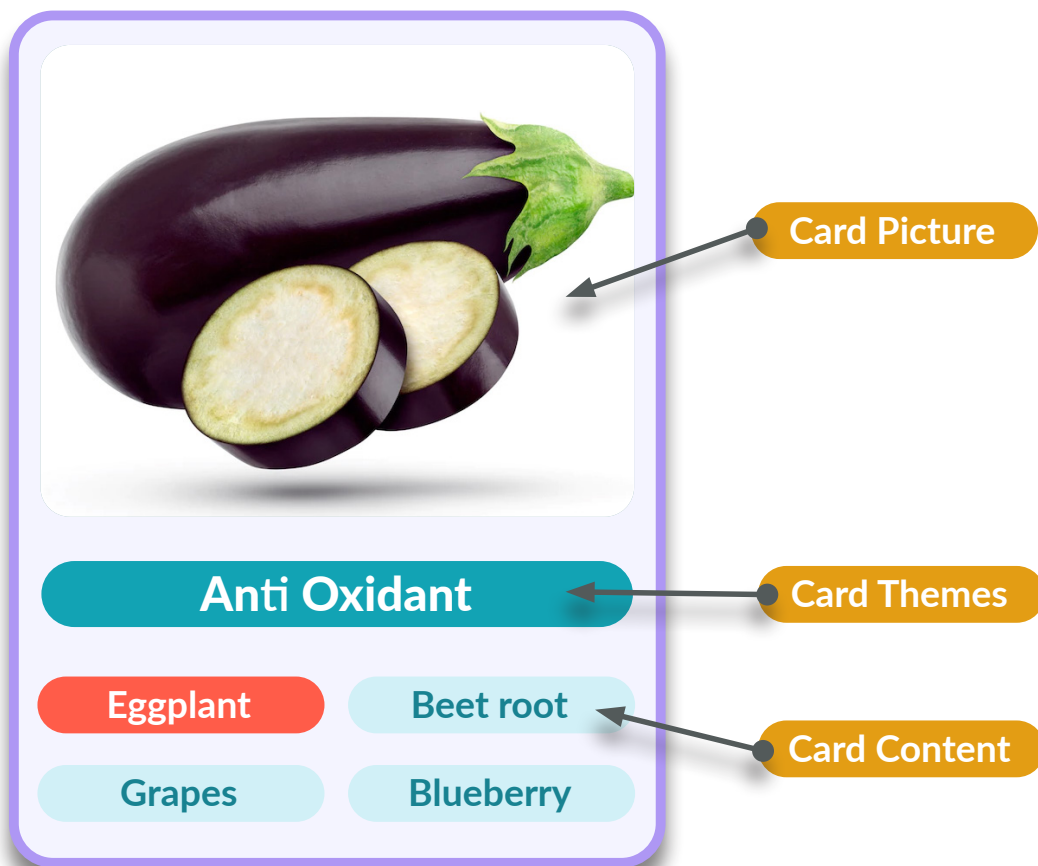 Card Picture
Anti Oxidant
Card Themes
Eggplant
Beet root
Card Content
Grapes
Blueberry